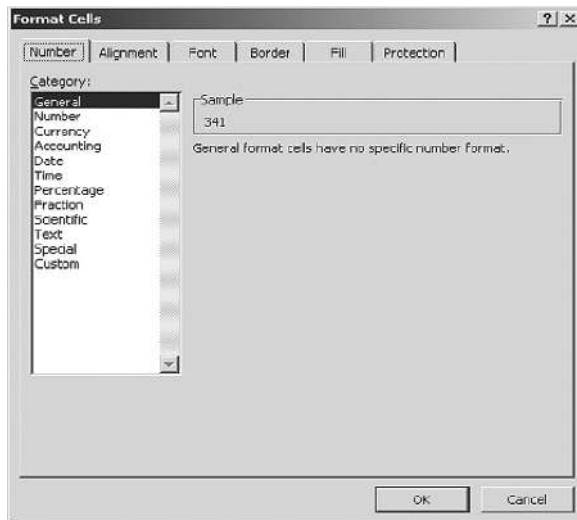 Format Cells
Number Alignment Font Border Fill Protection
Category:
General
Number
Currency
Accounting
Date
Time
Percentage
Fraction
Scientific
Text
Special
Custom
Sample
341
General format cells have no specific number format.
OK Cancel